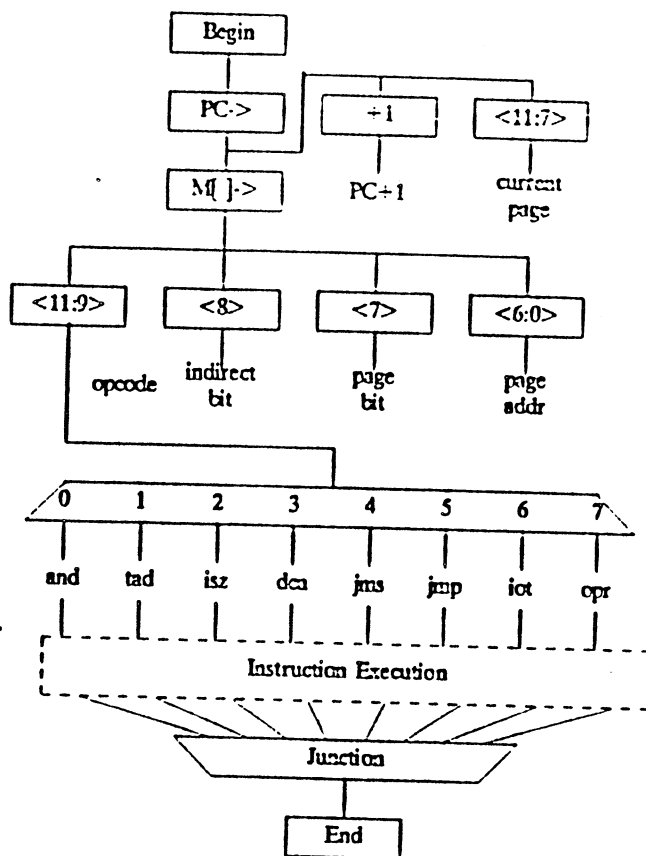 Begin
PC->
+1
<11:7>
M[ ]->
PC+1
current
page
<11:9>
<8>
<7>
<6:0>
opcode
indirect
bit
page
bit
page
addr
0 1 2 3 4 5 6 7
and tad isz dca jms jmp iot opr
Instruction Execution
Junction
End